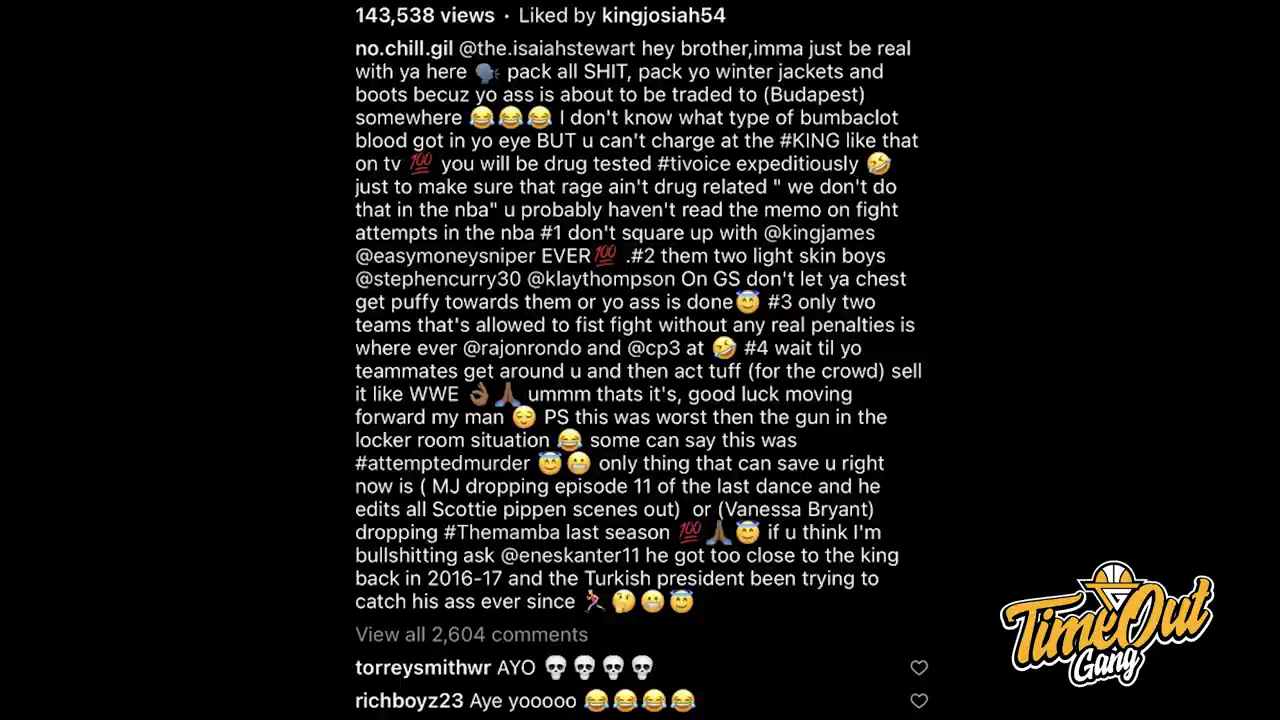 143,538 views · Liked by kingjosiah54
no.chill.gil @the.isaiahstewart hey brother,imma just be real
with ya here 🗣️ pack all SHIT, pack yo winter jackets and
boots becuz yo ass is about to be traded to (Budapest)
somewhere 😂😂😂 I don't know what type of bumbaclot
blood got in yo eye BUT u can't charge at the #KING like that
on tv 💯 you will be drug tested #tivoice expeditiously 🤣
just to make sure that rage ain't drug related " we don't do
that in the nba" u probably haven't read the memo on fight
attempts in the nba #1 don't square up with @kingjames
@easymoneysniper EVER💯 .#2 them two light skin boys
@stephencurry30 @klaythompson On GS don't let ya chest
get puffy towards them or yo ass is done😇 #3 only two
teams that's allowed to fist fight without any real penalties is
where ever @rajonrondo and @cp3 at 🤣 #4 wait til yo
teammates get around u and then act tuff (for the crowd) sell
it like WWE 👌🏾🙏🏾 ummm thats it's, good luck moving
forward my man 😌 PS this was worst then the gun in the
locker room situation 😂 some can say this was
#attemptedmurder 😇😬 only thing that can save u right
now is ( MJ dropping episode 11 of the last dance and he
edits all Scottie pippen scenes out)  or (Vanessa Bryant)
dropping #Themamba last season 💯🙏🏾😇 if u think I'm
bullshitting ask @eneskanter11 he got too close to the king
back in 2016-17 and the Turkish president been trying to
catch his ass ever since 🏃🏽‍♂️🤔😬😇
View all 2,604 comments
torreysmithwr AYO 💀💀💀💀
richboyz23 Aye yooooo 😂😂😂😂
TimeOut
Gang